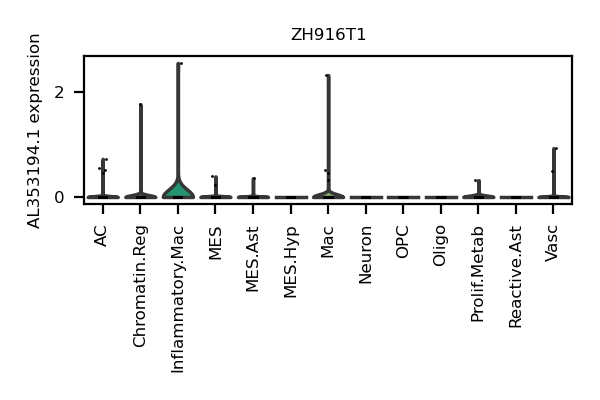 ZH916T1
AL353194.1 expression
2
0
AC
Chromatin.Reg
Inflammatory.Mac
MES
MES.Ast
MES.Hyp
Mac
Neuron
OPC
Oligo
Prolif.Metab
Reactive.Ast
Vasc